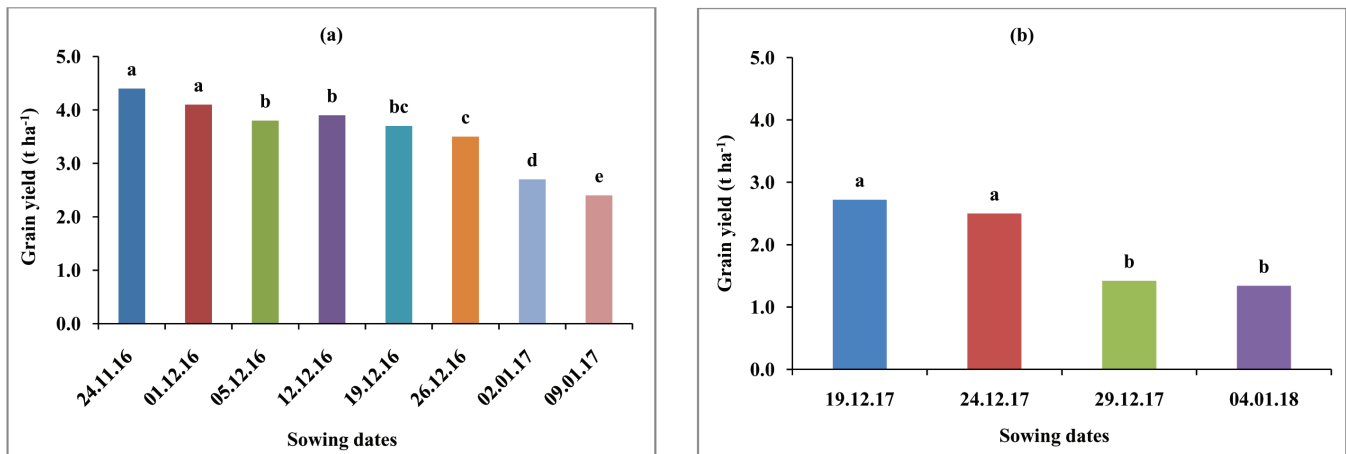 (a)
5.0
4.0
3.0
2.0
1.0
0.0
Grain yield (t ha⁻¹)
a
a
b
b
bc
c
d
e
24.11.16
01.12.16
05.12.16
12.12.16
19.12.16
26.12.16
02.01.17
09.01.17
Sowing dates
(b)
5.0
4.0
3.0
2.0
1.0
0.0
Grain yield (t ha⁻¹)
a
a
b
b
19.12.17
24.12.17
29.12.17
04.01.18
Sowing dates